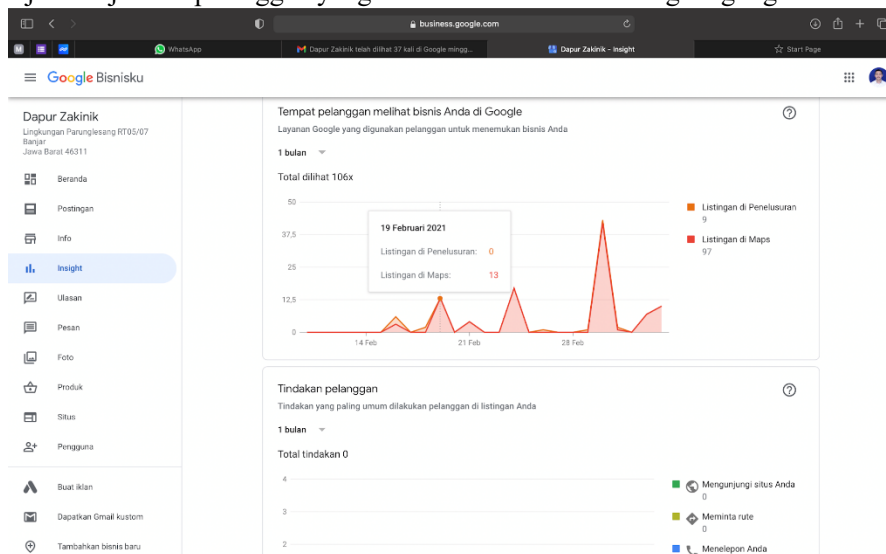 business.google.com
WhatsApp
Dapur Zakinik telah dilihat 37 kali di Google mingg...
Dapur Zakinik – Insight
Start Page
Google Bisnisku
Dapur Zakinik
Lingkungan Parunglesang RT05/07
Banjar
Jawa Barat 46311
Beranda
Postingan
Info
Insight
Ulasan
Pesan
Foto
Produk
Situs
Pengguna
Buat iklan
Dapatkan Gmail kustom
Tambahkan bisnis baru
Tempat pelanggan melihat bisnis Anda di Google
Layanan Google yang digunakan pelanggan untuk menemukan bisnis Anda
1 bulan
Total dilihat 106x
50
37,5
25
12,5
0
14 Feb
21 Feb
28 Feb
19 Februari 2021
Listingan di Penelusuran: 0
Listingan di Maps: 13
Listingan di Penelusuran
9
Listingan di Maps
97
Tindakan pelanggan
Tindakan yang paling umum dilakukan pelanggan di listingan Anda
1 bulan
Total tindakan 0
4
3
2
Mengunjungi situs Anda
0
Meminta rute
0
Menelepon Anda